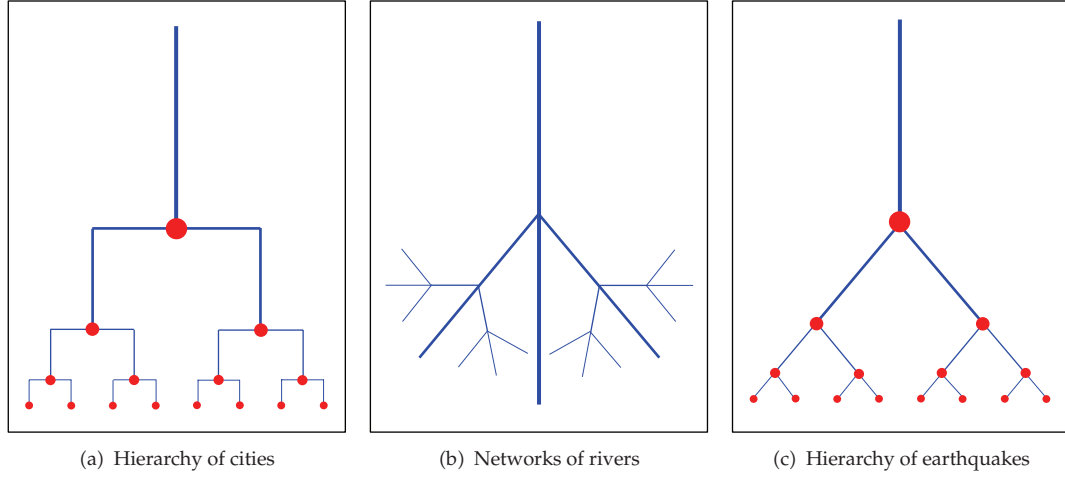 (a) Hierarchy of cities
(b) Networks of rivers
(c) Hierarchy of earthquakes